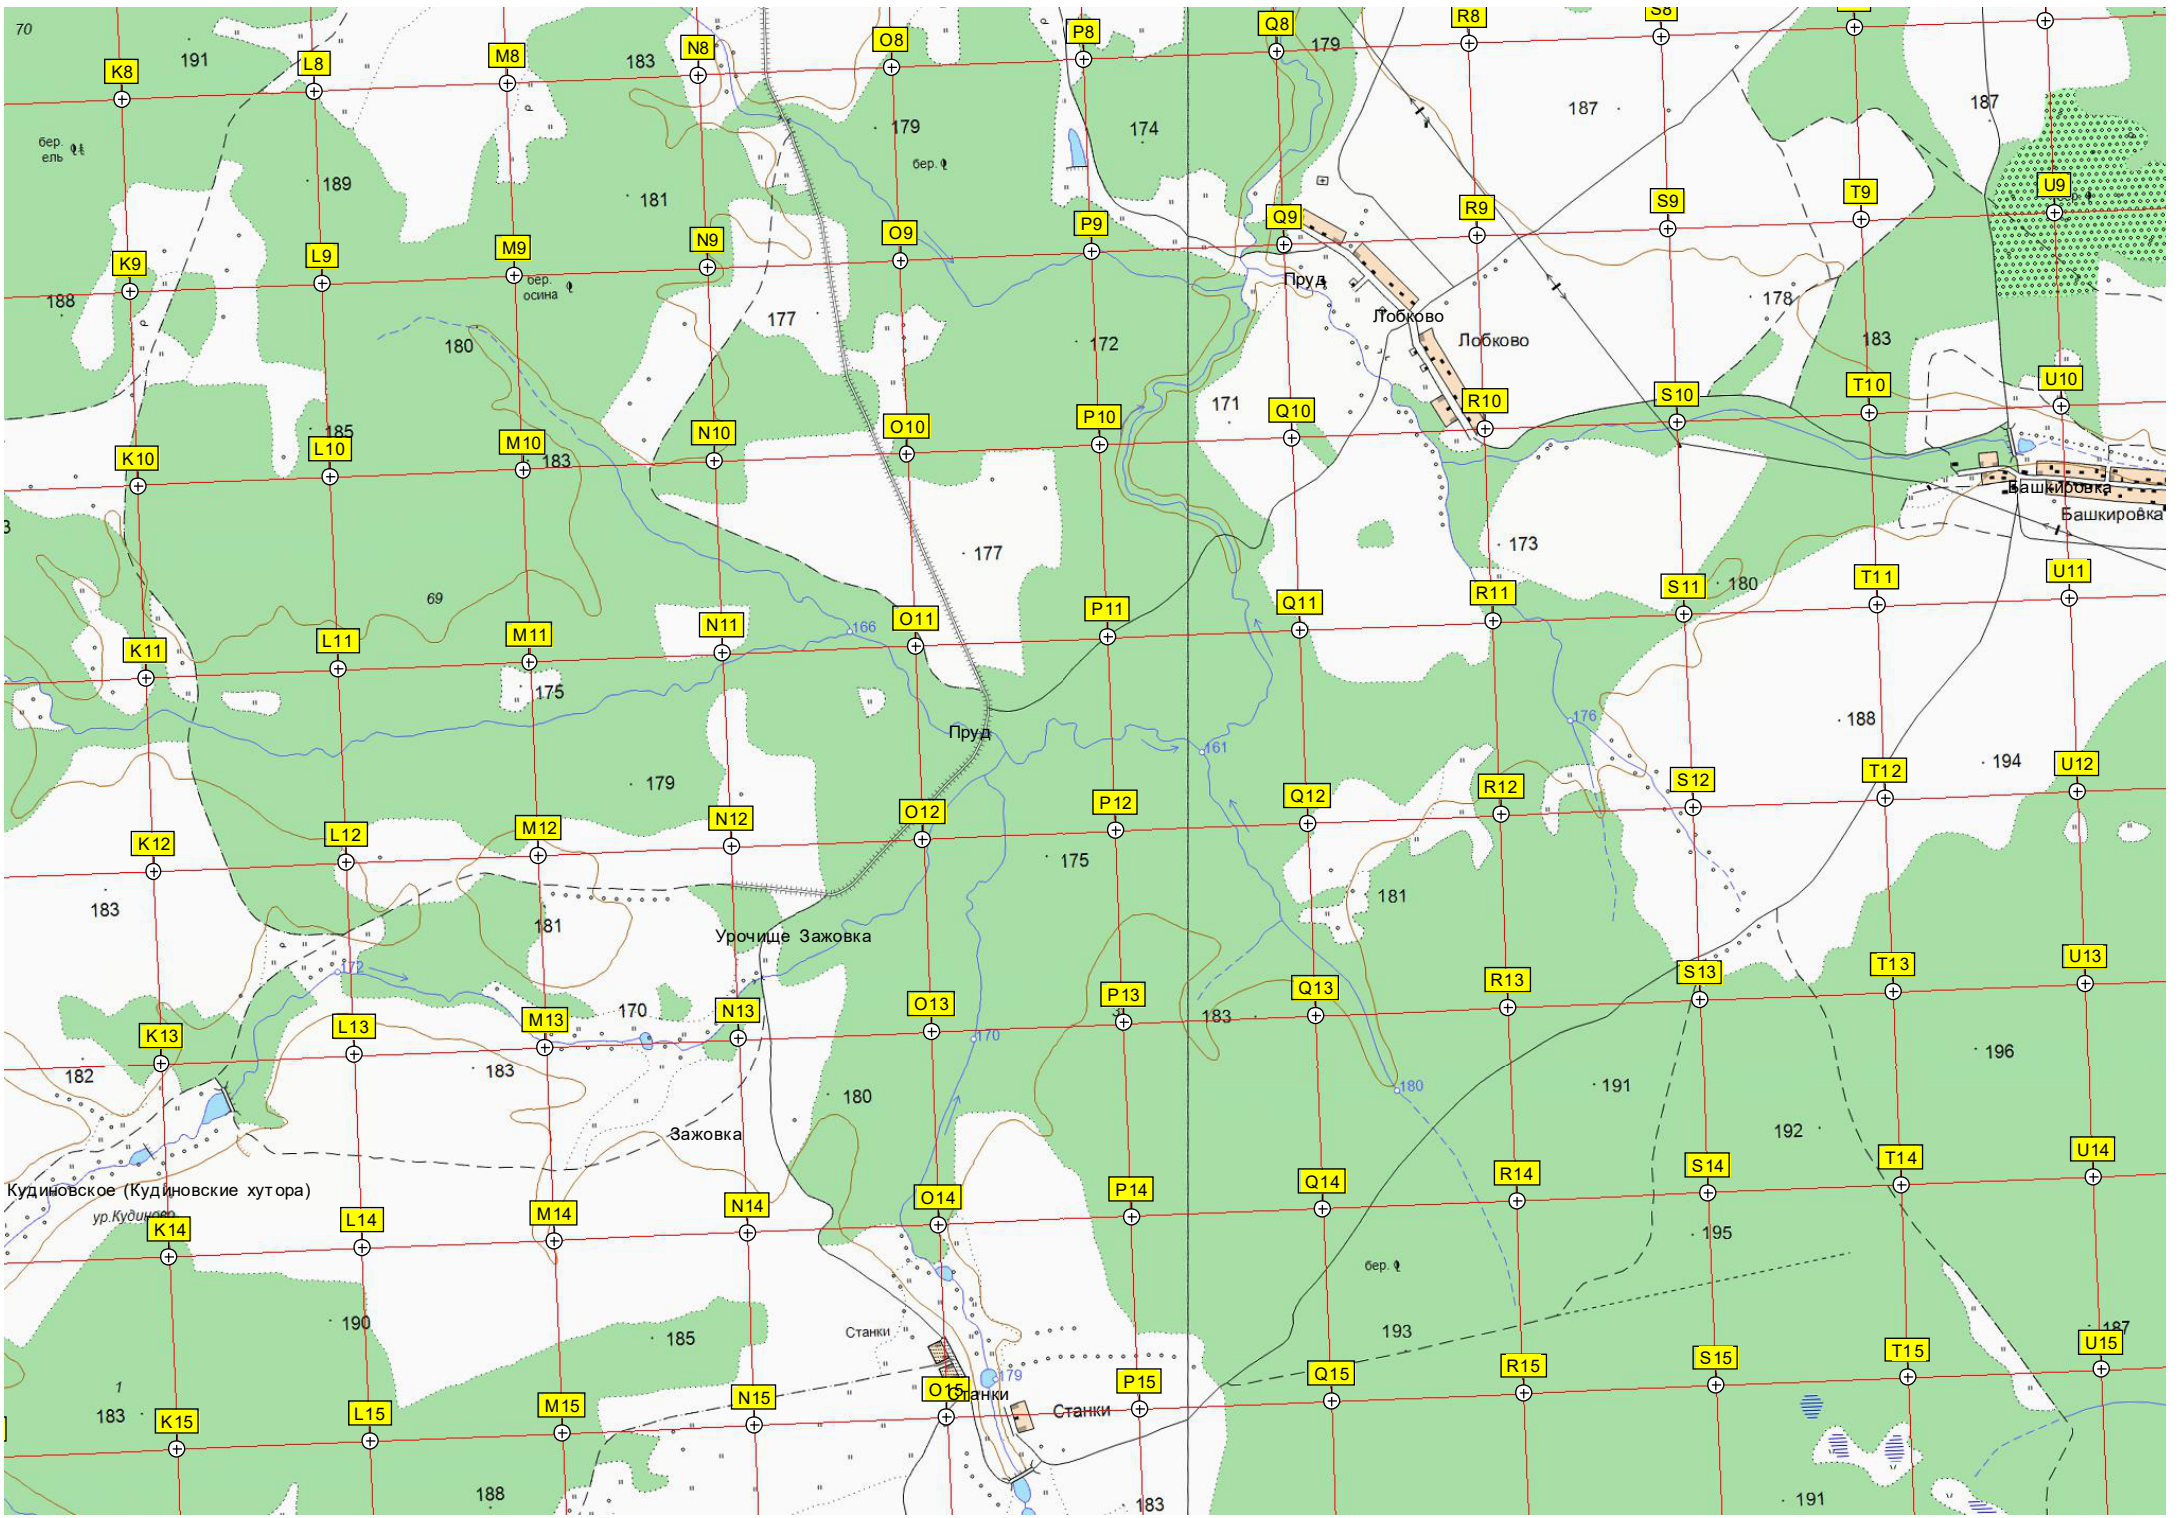 70
191
K8
L8
M8
183
N8
O8
P8
Q8
179
R8
S8
187
187
бер.
ель
189
181
179
бер.
174
K9
188
L9
M9
бер.
осина
N9
O9
P9
Q9
R9
S9
T9
U9
Пруд
Лобково
Лобково
178
183
180
177
172
171
185
K10
L10
M10
183
N10
O10
P10
Q10
R10
S10
T10
U10
Башкировка
Башкировка
3
177
173
69
180
K11
L11
M11
N11
166
O11
P11
Q11
R11
S11
T11
U11
175
Пруд
161
176
188
194
179
K12
L12
M12
N12
O12
P12
Q12
R12
S12
T12
U12
175
183
181
181
Урочище Зажовка
172
170
K13
L13
M13
N13
O13
P13
3
183
Q13
R13
S13
T13
U13
170
182
183
180
180
191
196
192
Зажовка
Кудиновское (Кудиновские хутора)
ур.Кудиново
K14
L14
M14
N14
O14
P14
Q14
R14
S14
T14
U14
195
бер.
190
185
Станки
193
187
1
183
K15
L15
M15
N15
O15
Станки
179
Станки
P15
Q15
R15
S15
T15
U15
188
183
191